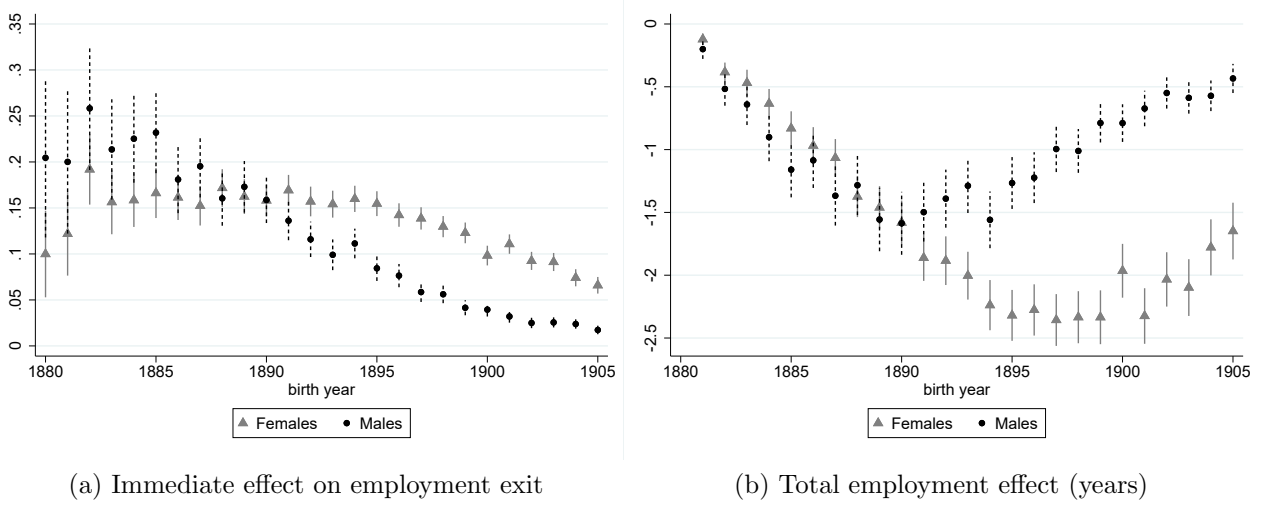 .35
.3
.25
.2
.15
.1
.05
0
1880 1885 1890 1895 1900 1905
birth year
Females Males
(a) Immediate effect on employment exit
0
-.5
-1
-1.5
-2
-2.5
1880 1885 1890 1895 1900 1905
birth year
Females Males
(b) Total employment effect (years)